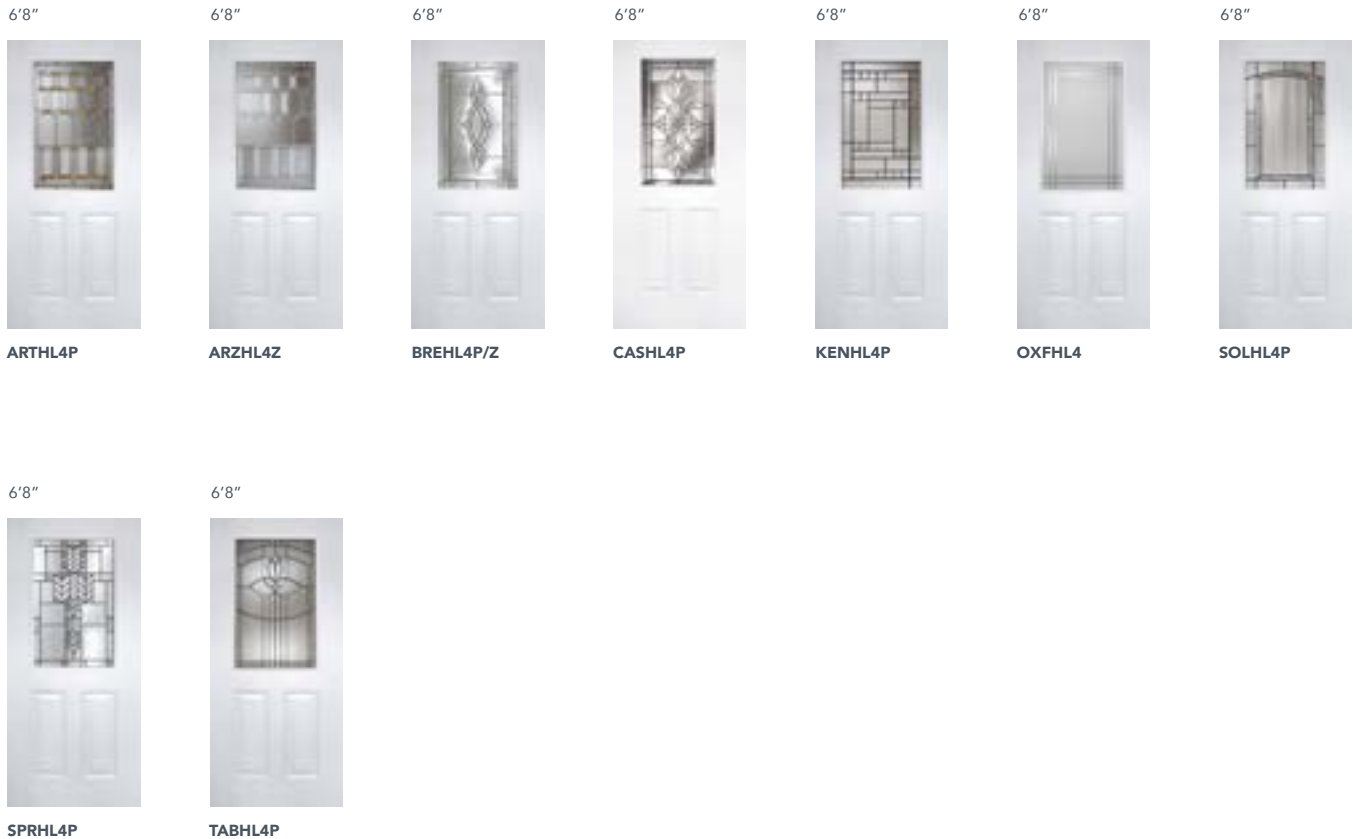 6’8” 6’8” 6’8” 6’8” 6’8” 6’8” 6’8”
ARTHL4P ARZHL4Z BREHL4P/Z CASHL4P KENHL4P OXFHL4 SOLHL4P
6’8” 6’8”
SPRHL4P TABHL4P